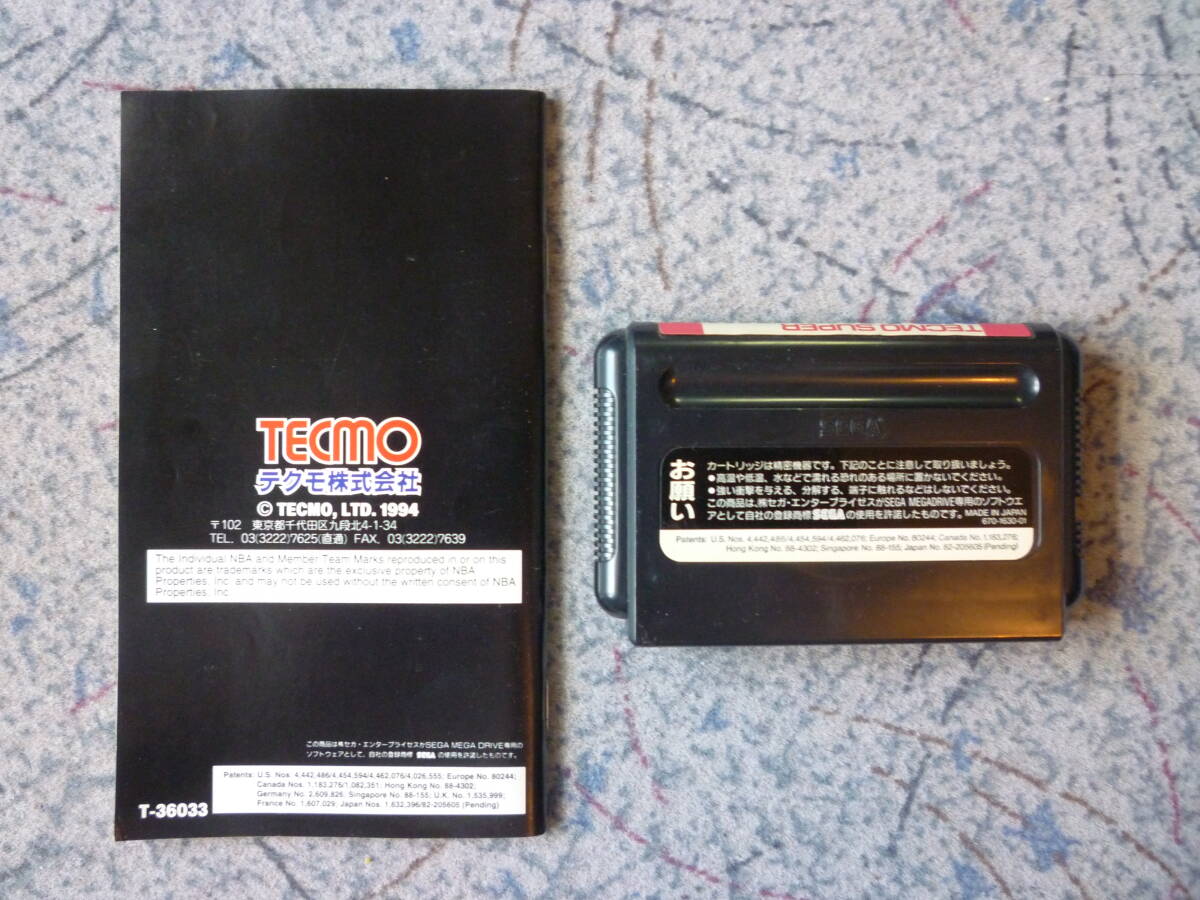 TECMO
テクモ株式会社
© TECMO, LTD. 1994
〒102 東京都千代田区九段北4-1-34
TEL. 03(3222)7625(直通) FAX. 03(3222)7639
The Individual NBA and Member Team Marks reproduced in or on this
product are trademarks which are the exclusive property of NBA
Properties, Inc. and may not be used without the written consent of NBA
Properties, Inc.
この商品は㈱セガ・エンタープライゼスがSEGA MEGA DRIVE専用の
ソフトウェアとして、自社の登録商標 SEGA の使用を許諾したものです。
Patents: U.S. Nos. 4,442,486/4,454,594/4,462,076/4,026,555; Europe No. 80244;
Canada Nos. 1,183,276/1,082,351; Hong Kong No. 88-4302;
Germany No. 2,609,826; Singapore No. 88-155; U.K. No. 1,535,999;
France No. 1,607,029; Japan Nos. 1,632,396/82-205605 (Pending)
T-36033
TECMO SUPER
SEGA
お願い
カートリッジは精密機器です。下記のことに注意して取り扱いましょう。
●高温や低温、水などで濡れる恐れのある場所に置かないでください。
●強い衝撃を与える、分解する、端子に触れるなどはしないでください。
この商品は、㈱セガ・エンタープライゼスがSEGA MEGADRIVE専用のソフトウエ
アとして自社の登録商標 SEGA の使用を許諾したものです。 MADE IN JAPAN
670-1630-01
Patents: U.S. Nos. 4,442,486/4,454,594/4,462,076; Europe No. 80244; Canada No. 1,183,276;
Hong Kong No. 88-4302; Singapore No. 88-155; Japan No. 82-205605 (Pending)